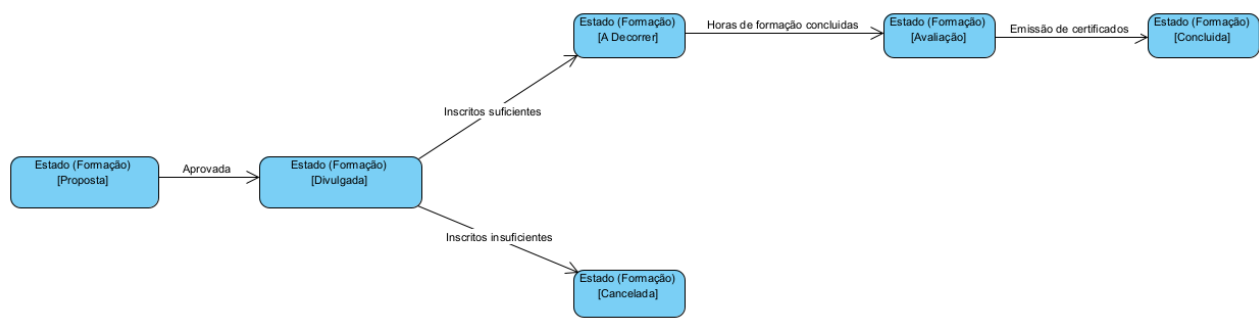 Estado (Formação)
[A Decorrer]
Horas de formação concluidas
Estado (Formação)
[Avaliação]
Emissão de certificados
Estado (Formação)
[Concluida]
Inscritos suficientes
Estado (Formação)
[Proposta]
Aprovada
Estado (Formação)
[Divulgada]
Inscritos insuficientes
Estado (Formação)
[Cancelada]